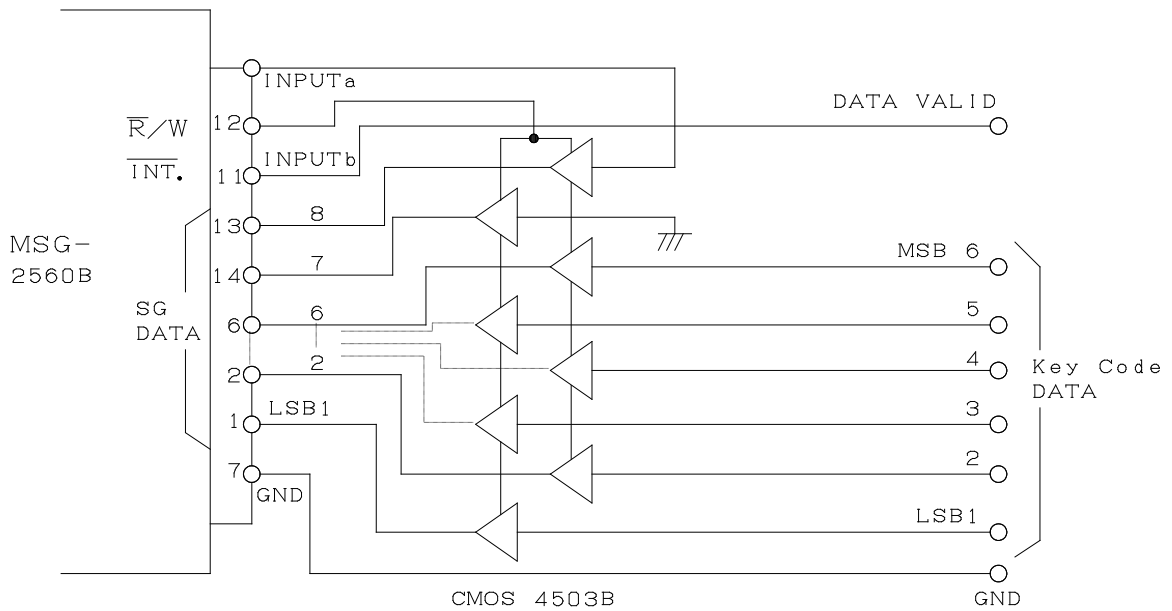 INPUTa
DATA VALID
R̅/W
12
INPUTb
I̅N̅T̅.
11
13
8
MSG-
2560B
14
7
MSB 6
SG
DATA
6
6
5
2
2
4
Key Code
DATA
LSB1
1
3
7
2
GND
LSB1
CMOS 4503B
GND